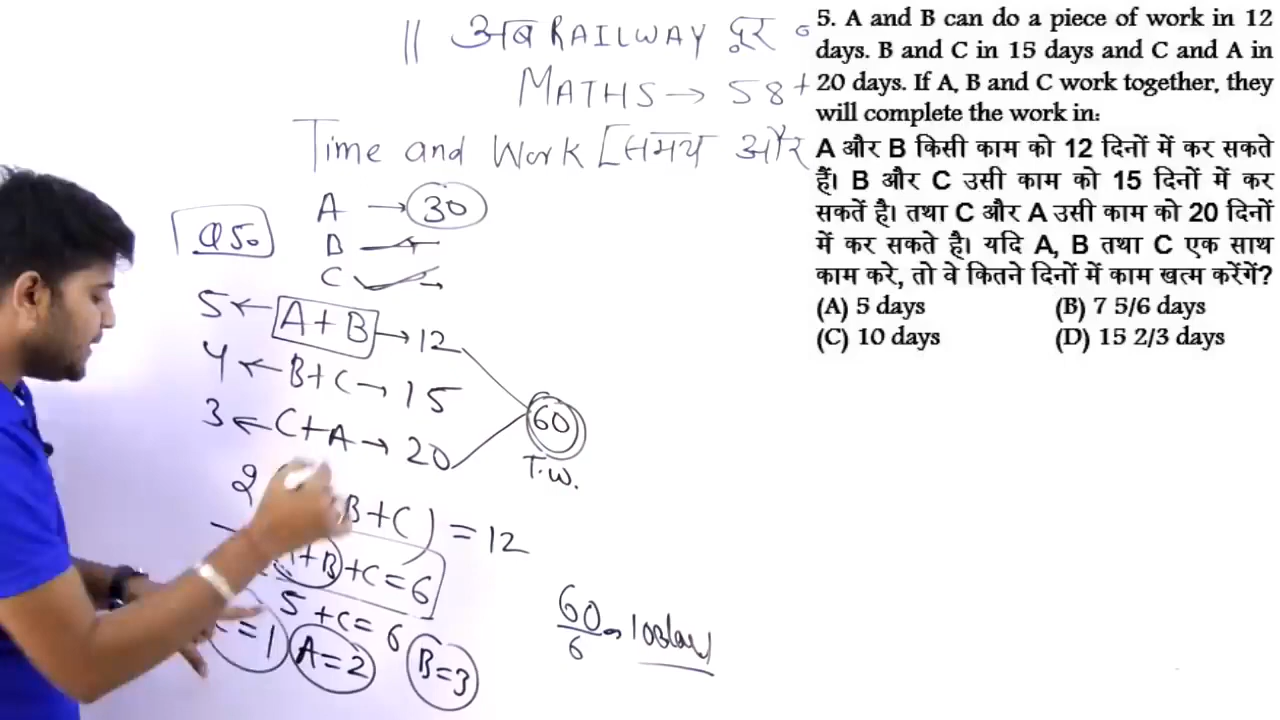 || अब RAILWAY दूर
MATHS → 58+
Time and Work [समय और
Q50
A → 30
B
C
5 ← A+B → 12
4 ← B+C → 15
3 ← C+A → 20
60
T.W.
2 B+C) = 12
A+B+C = 6
5 + C = 6
= 1 A=2 B=3
60/6 =
5. A and B can do a piece of work in 12
days. B and C in 15 days and C and A in
20 days. If A, B and C work together, they
will complete the work in:
A और B किसी काम को 12 दिनों में कर सकते
हैं। B और C उसी काम को 15 दिनों में कर
सकतें है। तथा C और A उसी काम को 20 दिनों
में कर सकते है। यदि A, B तथा C एक साथ
काम करे, तो वे कितने दिनों में काम खत्म करेंगें?
(A) 5 days (B) 7 5/6 days
(C) 10 days (D) 15 2/3 days